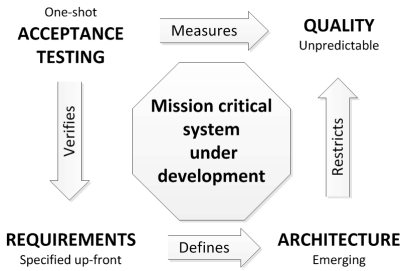 One-shot
ACCEPTANCE
TESTING
Measures
QUALITY
Unpredictable
Verifies
Mission critical
system
under
development
Restricts
REQUIREMENTS
Specified up-front
Defines
ARCHITECTURE
Emerging